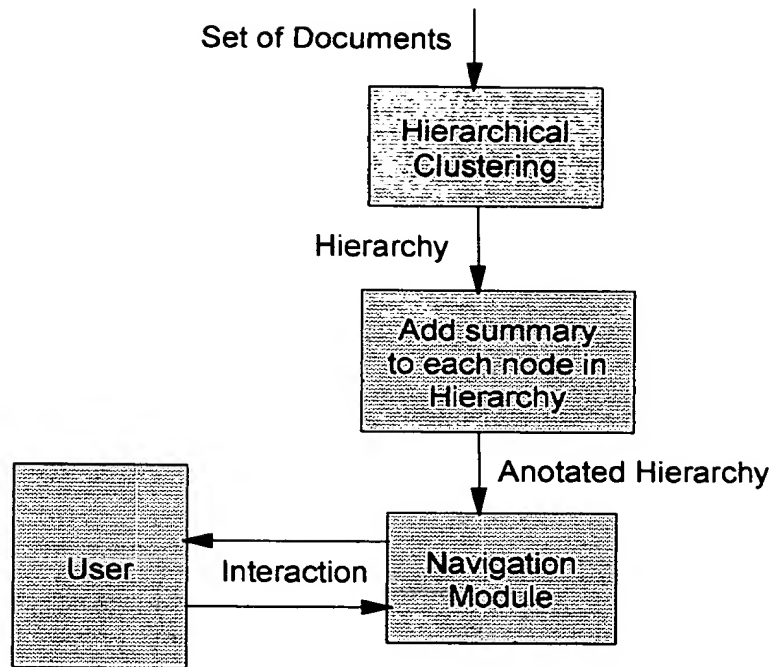 Set of Documents
Hierarchical
Clustering
Hierarchy
Add summary
to each node in
Hierarchy
Anotated Hierarchy
User
Interaction
Navigation
Module